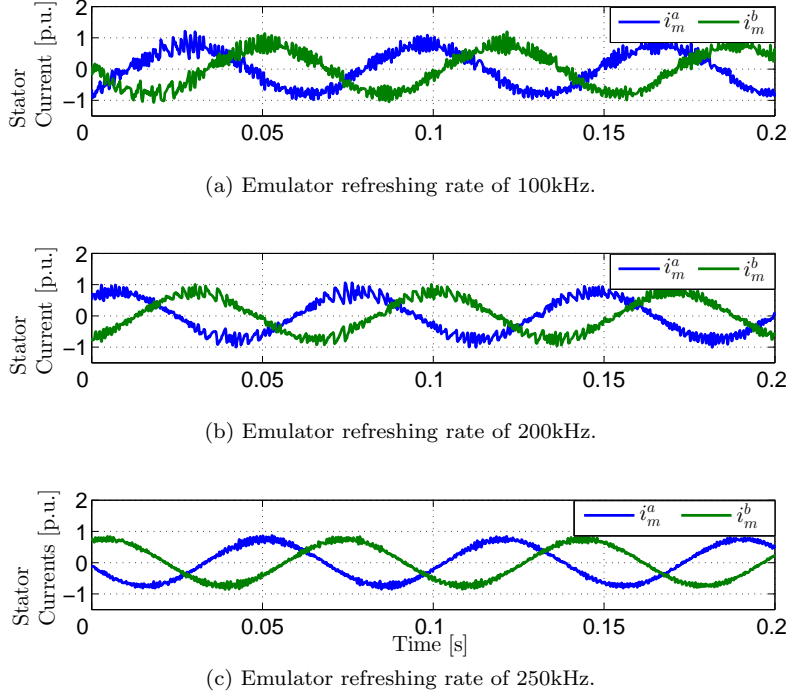 2
1
0
−1
Stator
Current [p.u.]
i_m^a i_m^b
0 0.05 0.1 0.15 0.2
(a) Emulator refreshing rate of 100kHz.
2
1
0
−1
Stator
Current [p.u.]
i_m^a i_m^b
0 0.05 0.1 0.15 0.2
(b) Emulator refreshing rate of 200kHz.
2
1
0
−1
Stator
Currents [p.u.]
i_m^a i_m^b
0 0.05 0.1 0.15 0.2
Time [s]
(c) Emulator refreshing rate of 250kHz.